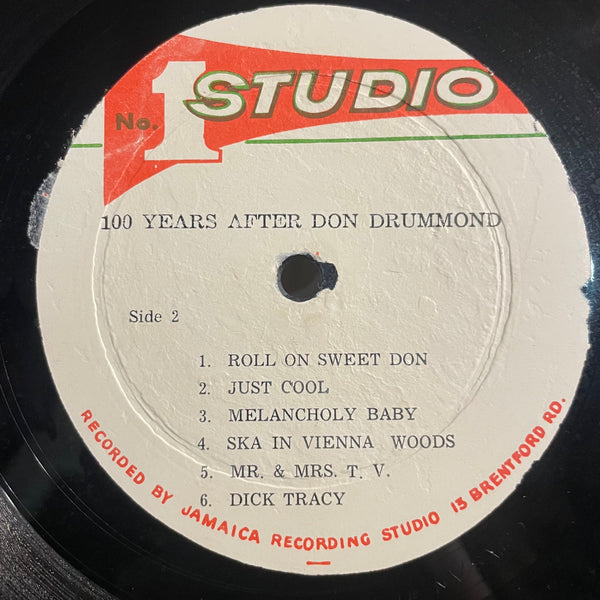 No. 1 STUDIO
100 YEARS AFTER DON DRUMMOND
Side 2
1. ROLL ON SWEET DON
2. JUST COOL
3. MELANCHOLY BABY
4. SKA IN VIENNA WOODS
5. MR. & MRS. T. V.
6. DICK TRACY
RECORDED BY JAMAICA RECORDING STUDIO 13 BRENTFORD RD.